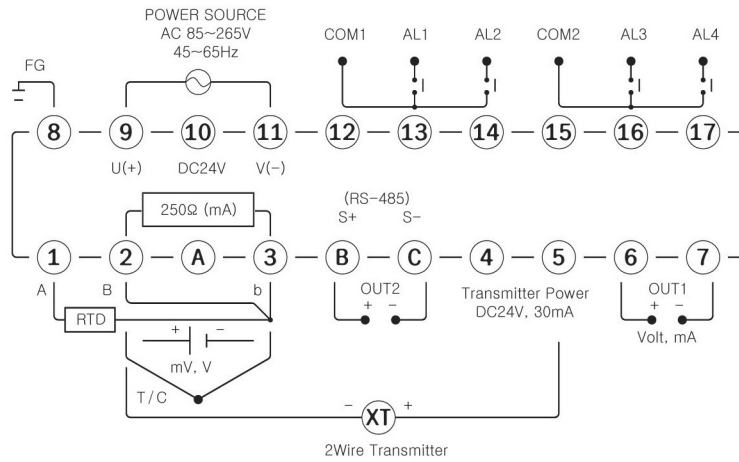 POWER SOURCE
AC 85~265V
45~65Hz
COM1 AL1 AL2 COM2 AL3 AL4
FG
8 9 10 11 12 13 14 15 16 17
U(+) DC24V V(-)
250Ω (mA)
(RS-485)
S+ S-
1 2 A 3 B C 4 5 6 7
A B b
OUT2
+ -
Transmitter Power
DC24V, 30mA
OUT1
+ -
Volt, mA
RTD
+ -
mV, V
T/C
- XT +
2Wire Transmitter